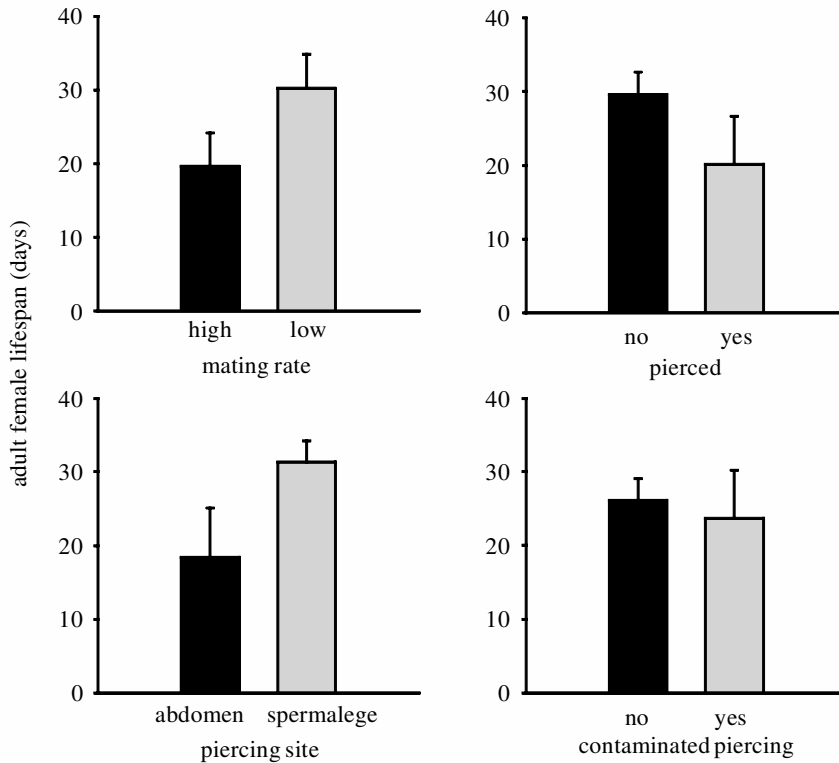 adult female lifespan (days)
40
30
20
10
0
high low
mating rate
40
30
20
10
0
no yes
pierced
40
30
20
10
0
abdomen spermalege
piercing site
40
30
20
10
0
no yes
contaminated piercing